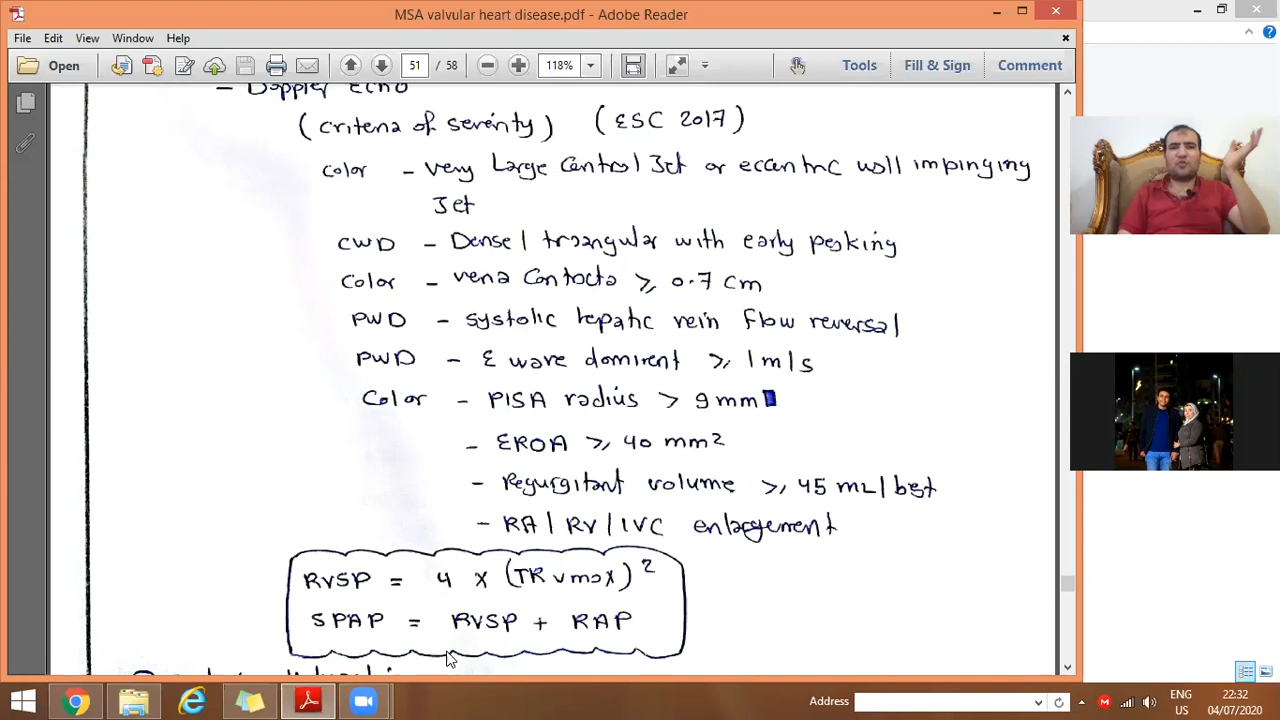 MSA valvular heart disease.pdf - Adobe Reader
File Edit View Window Help
Open 51 / 58 118% Tools Fill & Sign Comment
- Doppler Echo
(criteria of severity) (ESC 2017)
color - very Large Central Jet or eccentric wall impinging
Jet
CWD - Dense | triangular with early peaking
Color - vena Contracta ⩾ 0.7 cm
PWD - systolic hepatic vein flow reversal
PWD - E wave dominent ⩾ 1 m/s
Color - PISA radius > 9 mm
- EROA ⩾ 40 mm2
- Regurgitant volume ⩾ 45 mL/beat
- RA / RV / IVC enlagement
RVSP = 4 x (TR vmax)2
SPAP = RVSP + RAP
Address ENG 22:32
US 04/07/2020